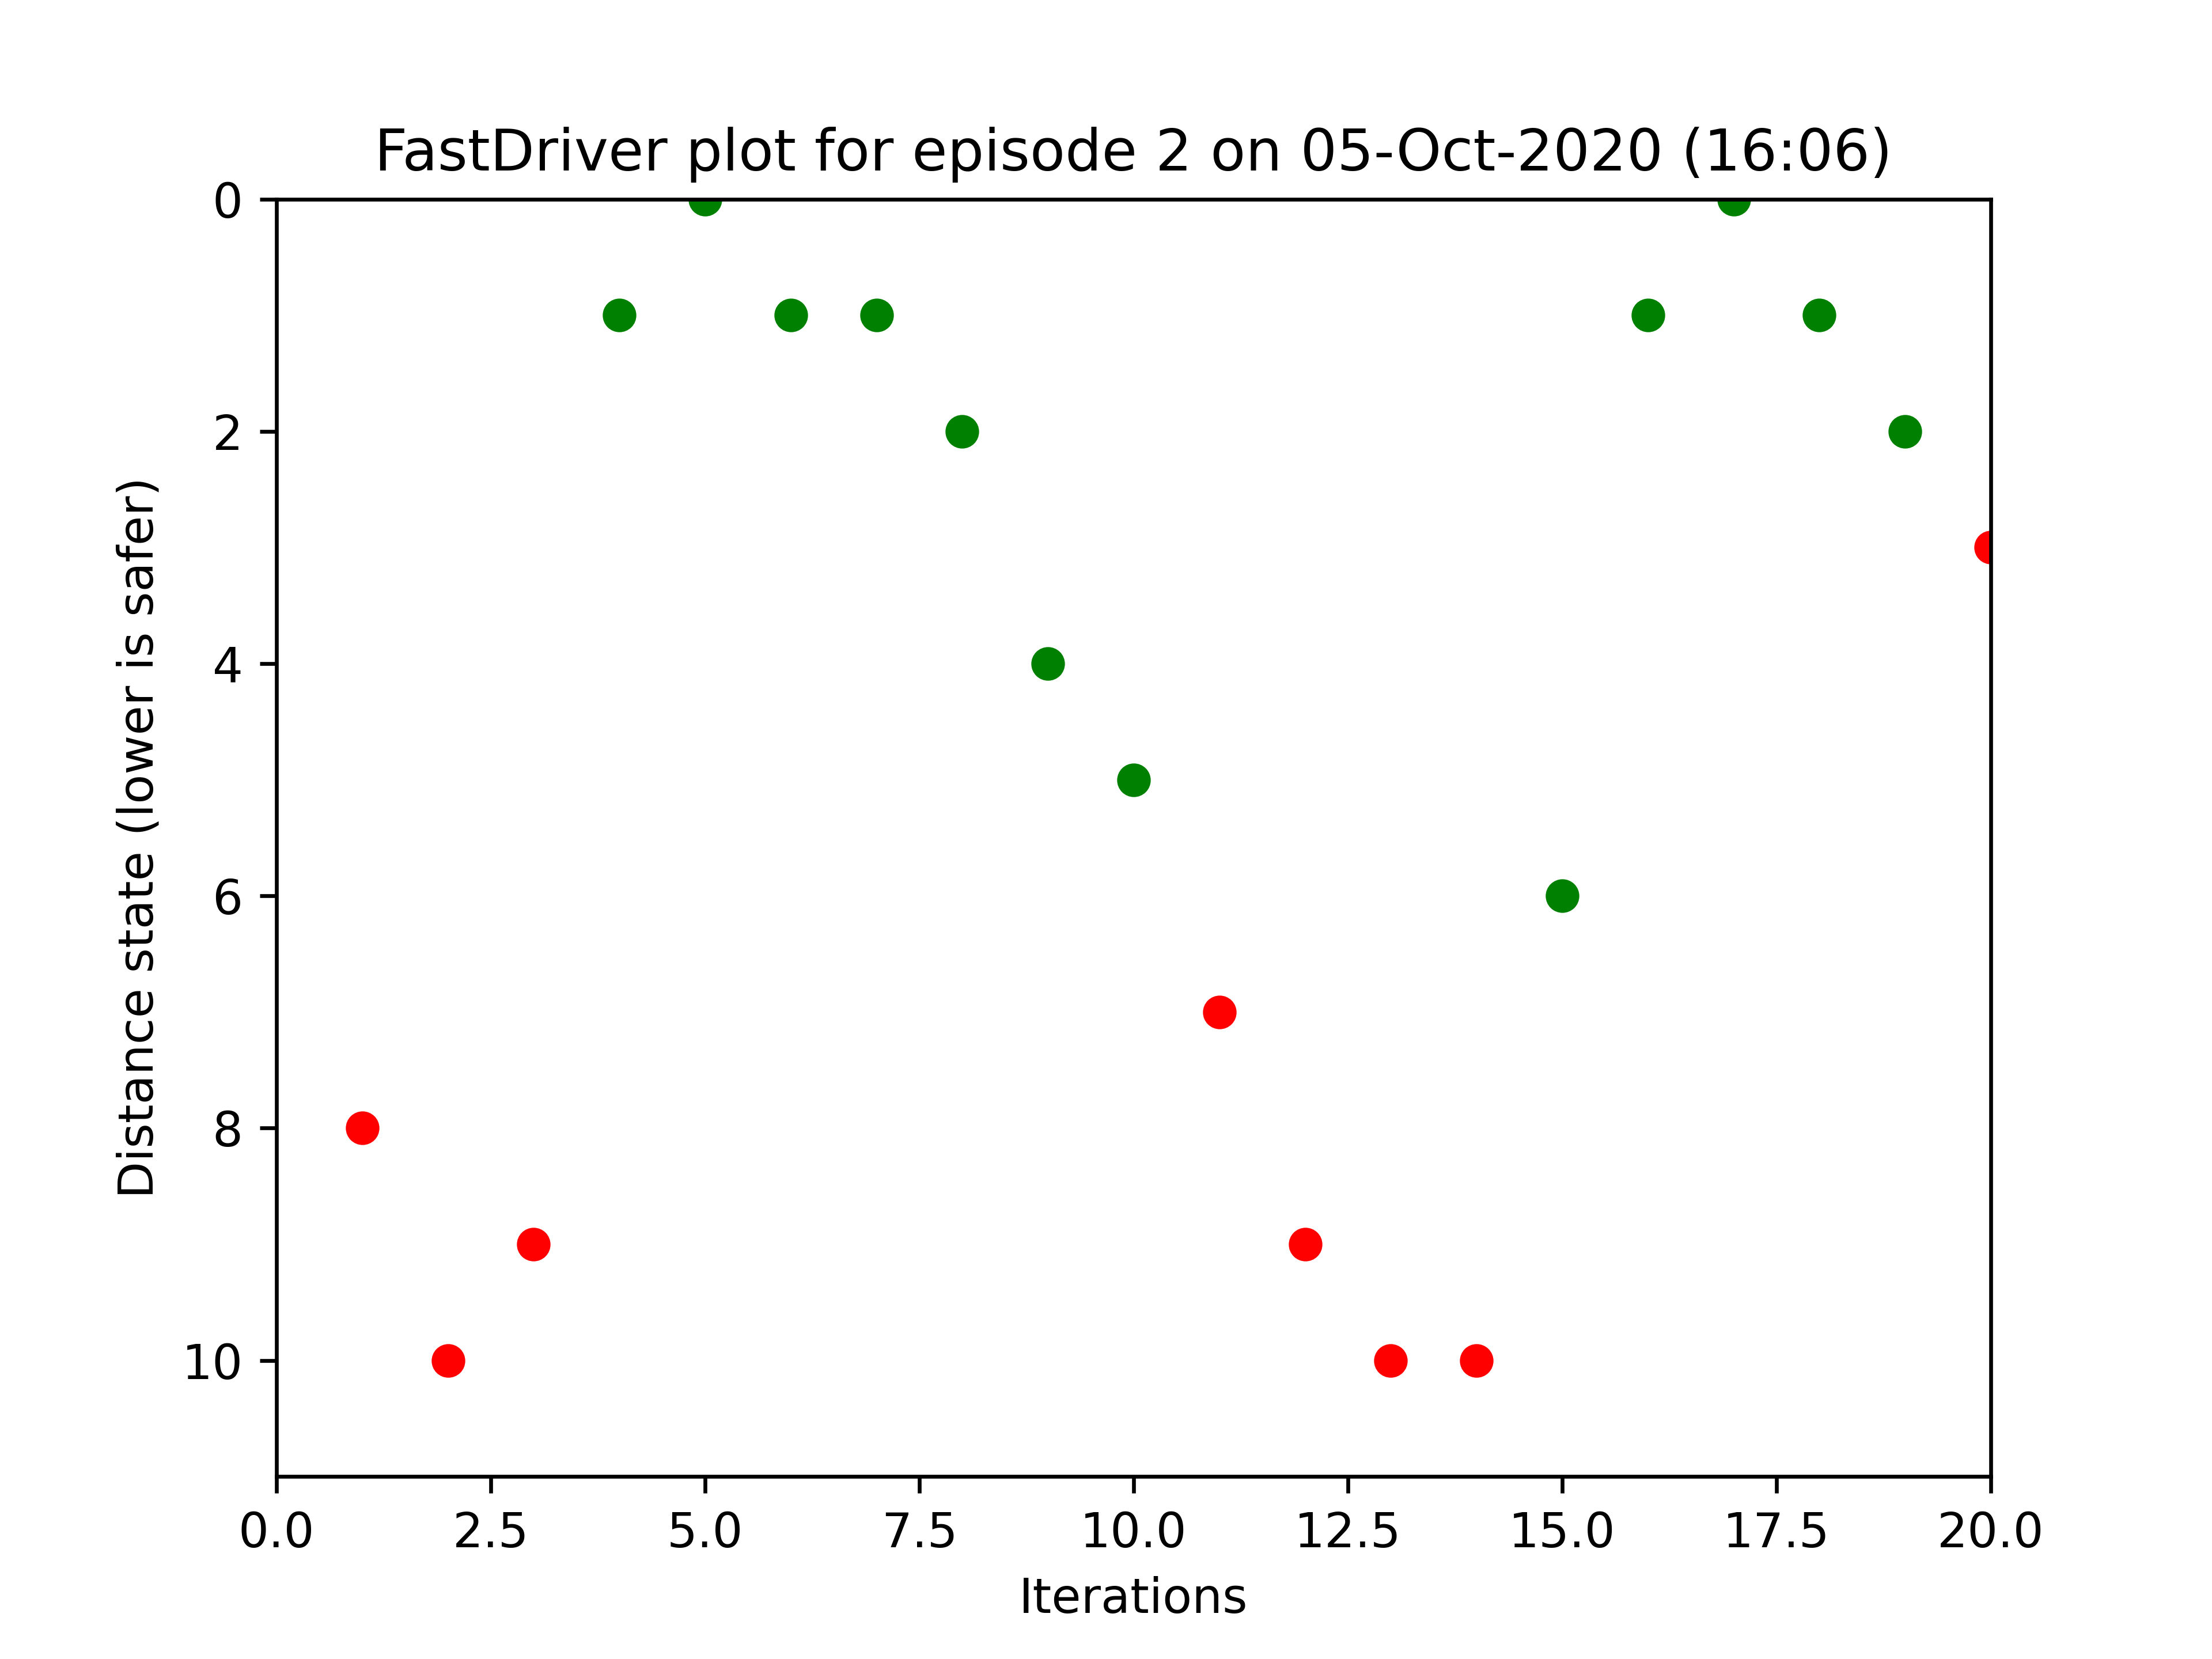 FastDriver plot for episode 2 on 05-Oct-2020 (16:06)
0
2
4
6
8
10
Distance state (lower is safer)
0.0 2.5 5.0 7.5 10.0 12.5 15.0 17.5 20.0
Iterations